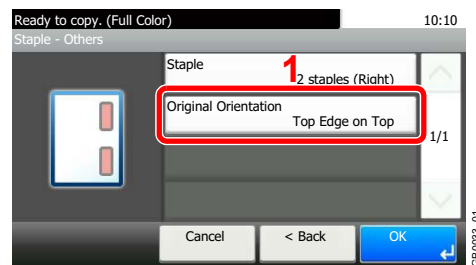 Ready to copy. (Full Color) 10:10
Staple - Others
Staple
1
2 staples (Right)
Original Orientation
Top Edge on Top
1/1
Cancel < Back OK